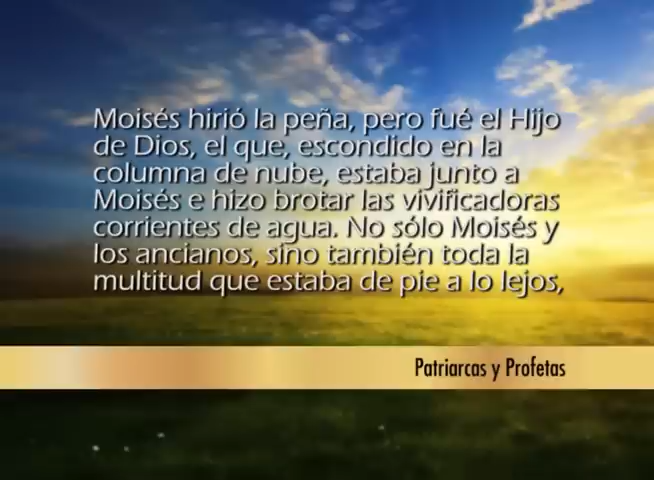 Moisés hirió la peña, pero fué el Hijo
de Dios, el que, escondido en la
columna de nube, estaba junto a
Moisés e hizo brotar las vivificadoras
corrientes de agua. No sólo Moisés y
los ancianos, sino también toda la
multitud que estaba de pie a lo lejos,
Patriarcas y Profetas